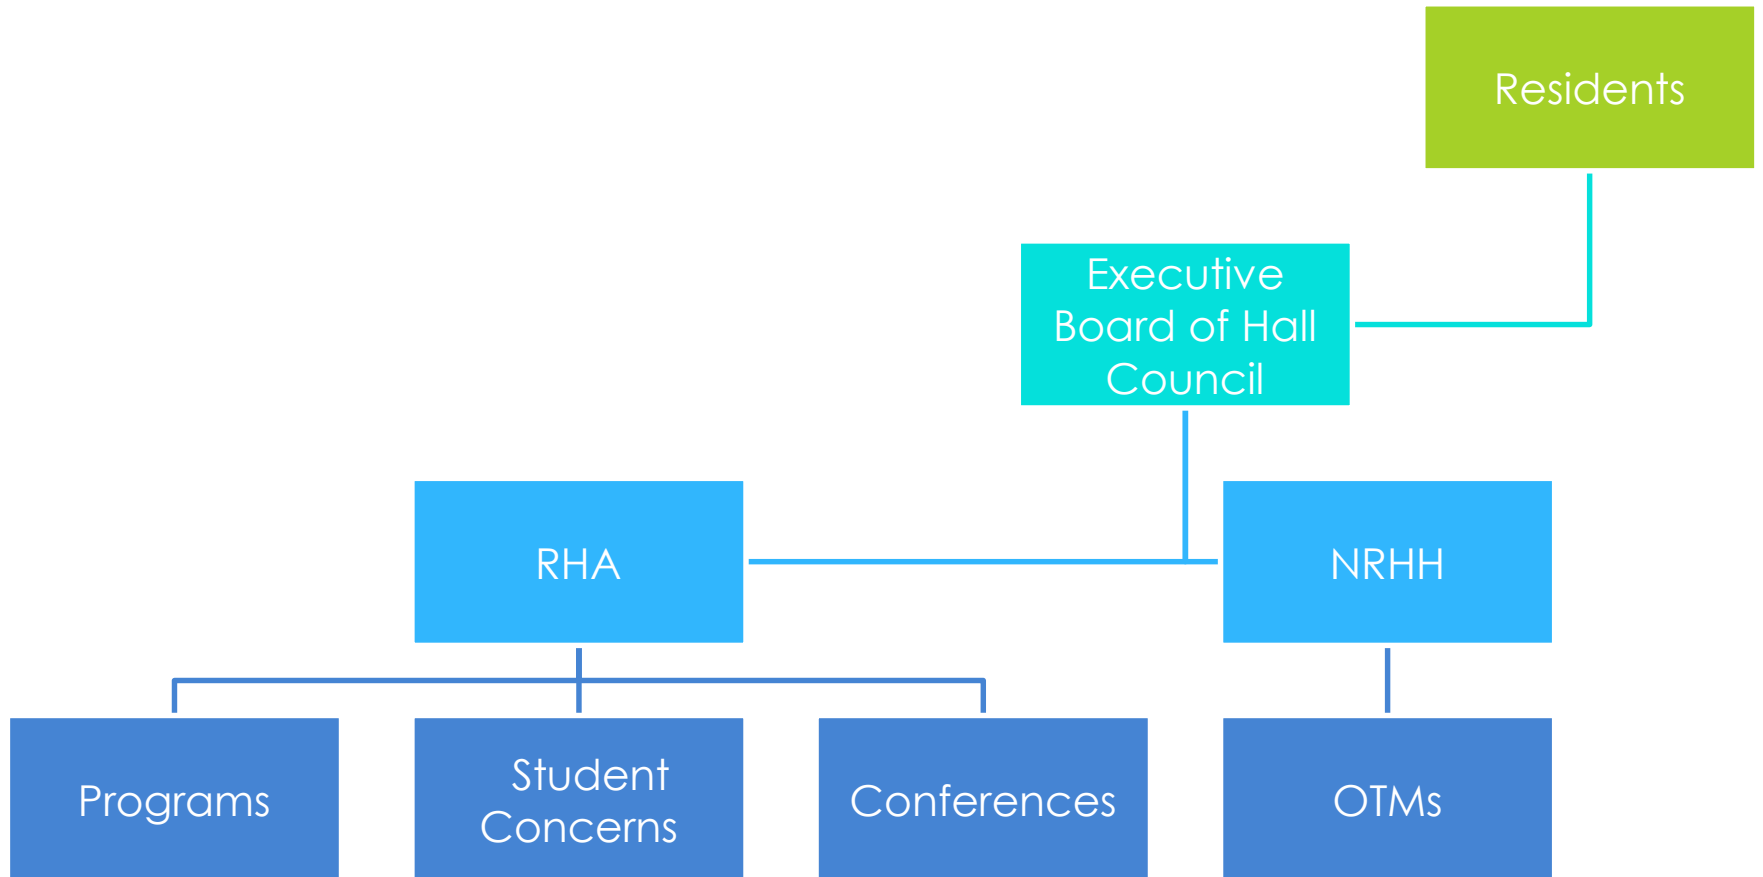 Residents
Executive
Board of Hall
Council
RHA
NRHH
Programs
Student
Concerns
Conferences
OTMs